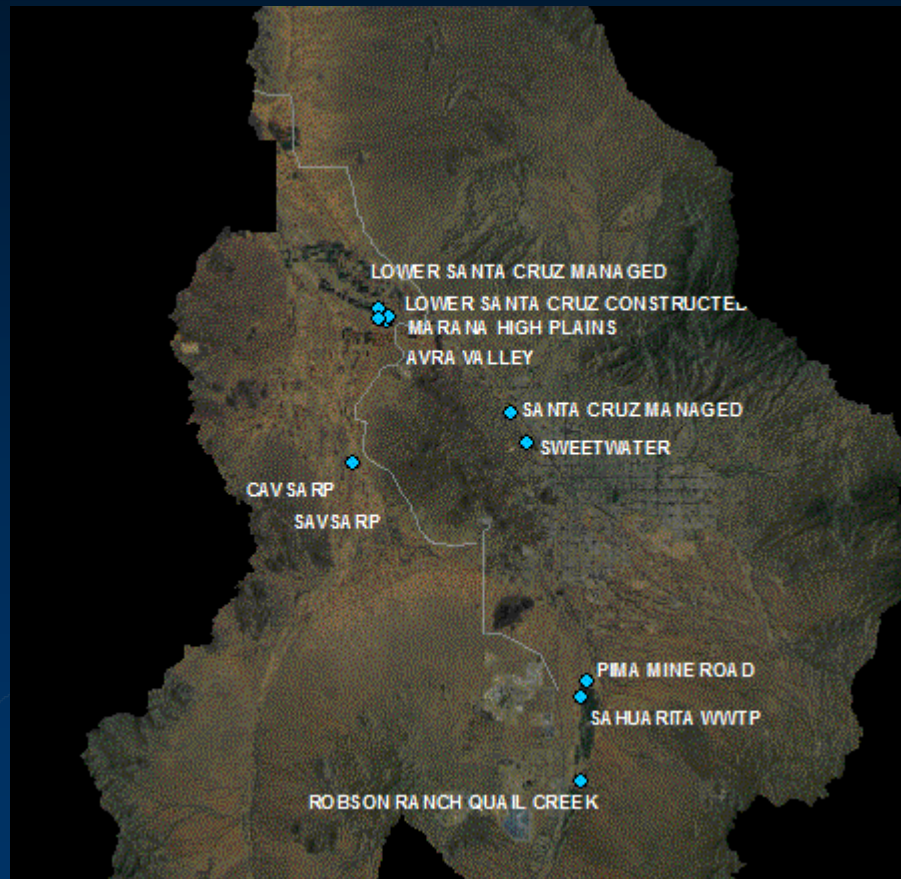 LOWER SANTA CRUZ MANAGED
LOWER SANTA CRUZ CONSTRUCTED
MARANA HIGH PLAINS
AVRA VALLEY
SANTA CRUZ MANAGED
SWEETWATER
CAVSARP
SAVSARP
PIMA MINE ROAD
SAHUARITA WWTP
ROBSON RANCH QUAIL CREEK